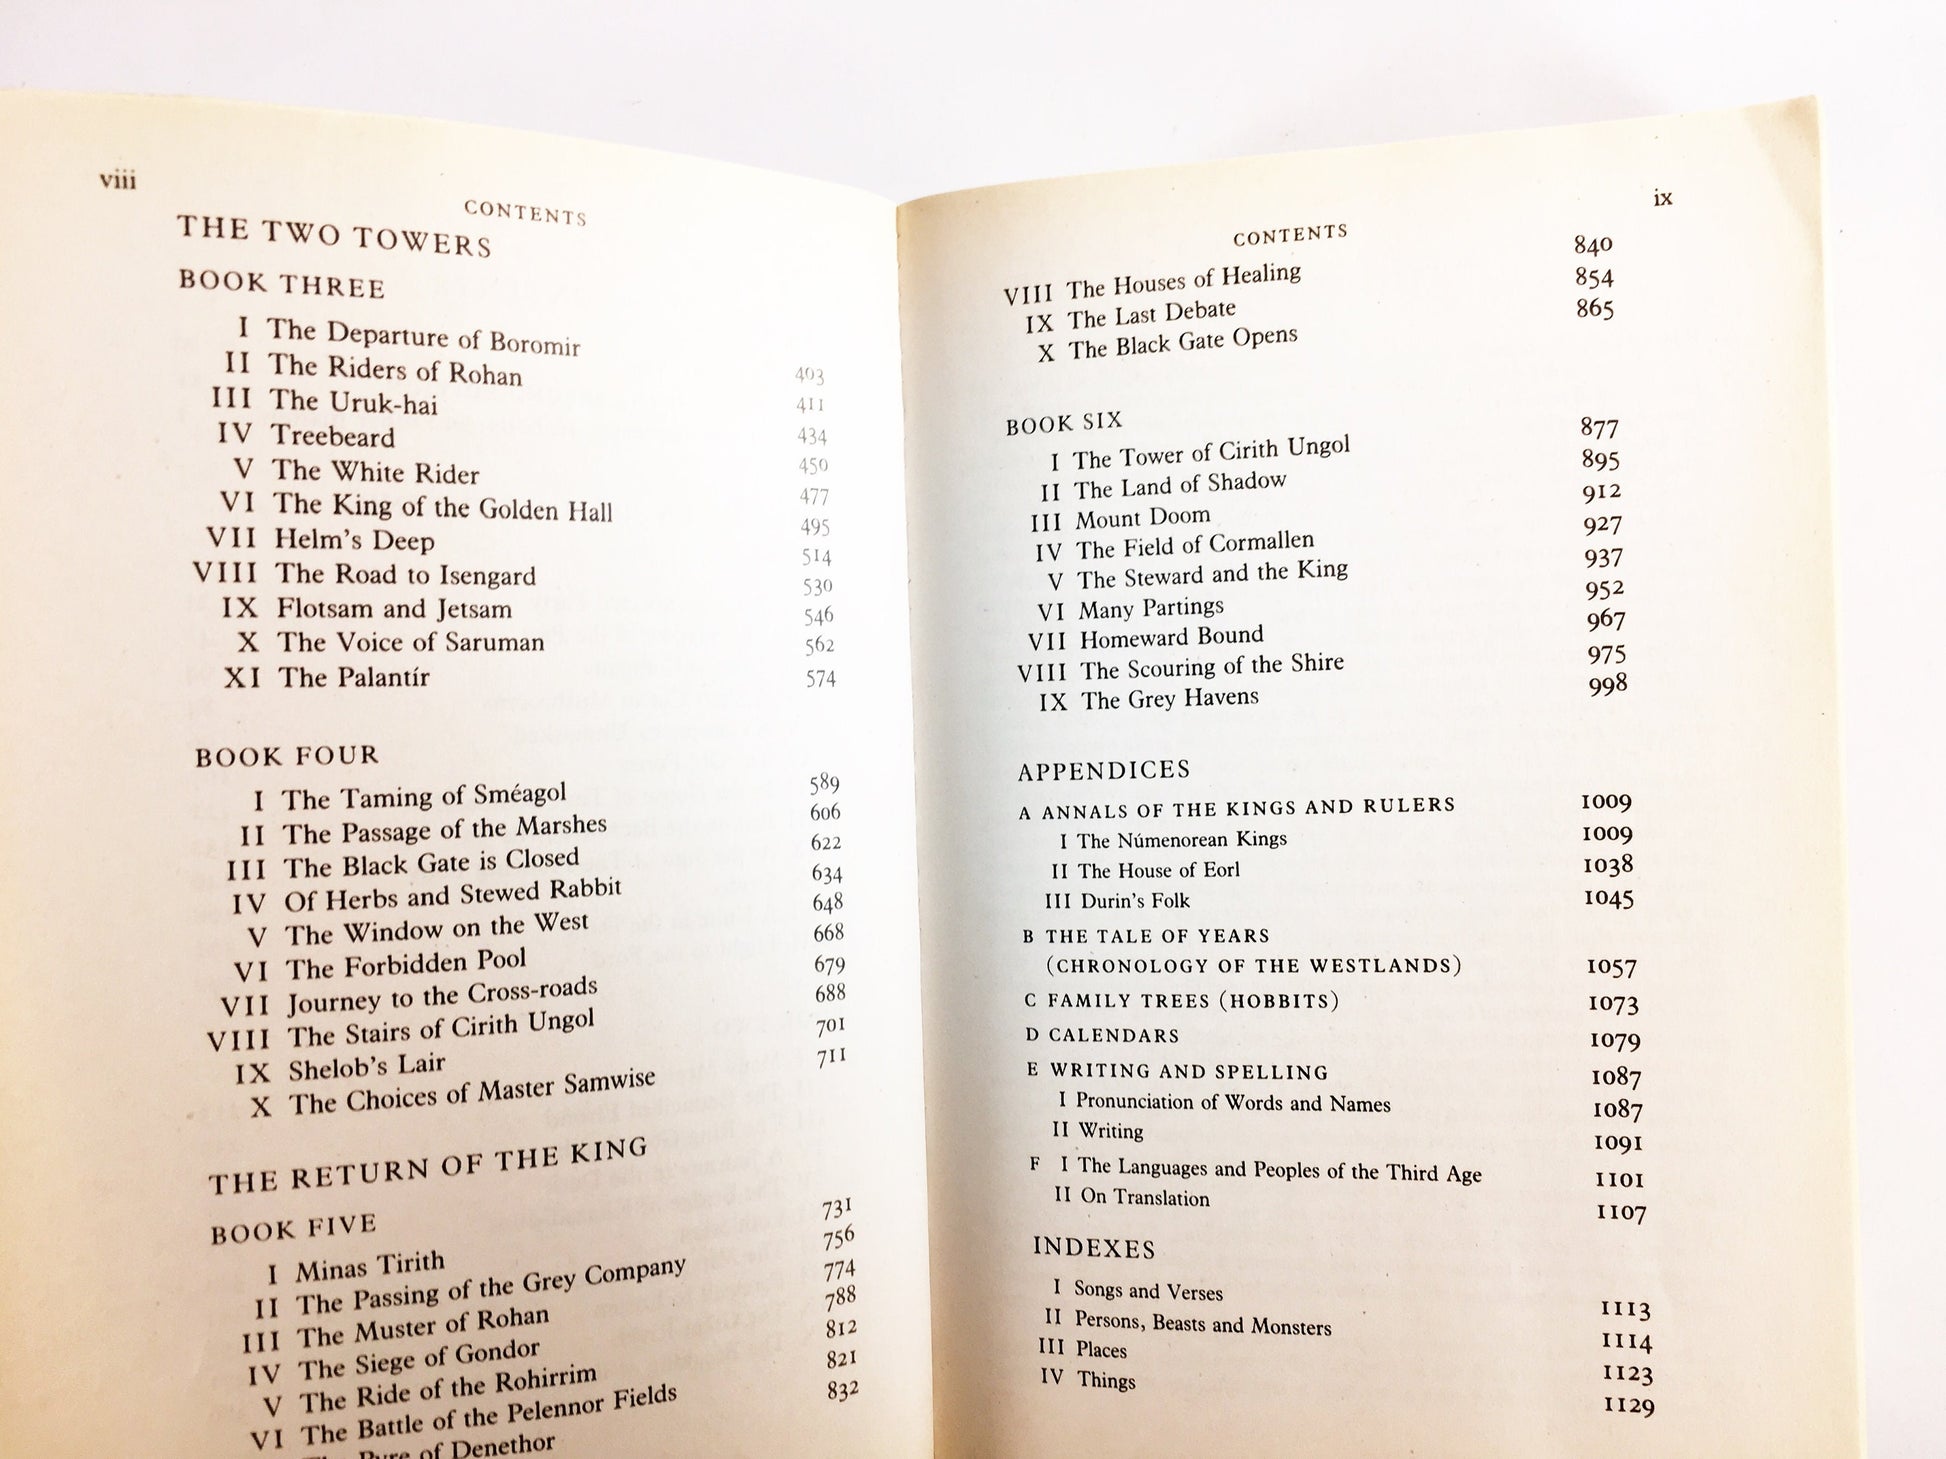 viii
CONTENTS
THE TWO TOWERS
BOOK THREE
I The Departure of Boromir 403
II The Riders of Rohan 411
III The Uruk-hai 434
IV Treebeard 450
V The White Rider 477
VI The King of the Golden Hall 495
VII Helm's Deep 514
VIII The Road to Isengard 530
IX Flotsam and Jetsam 546
X The Voice of Saruman 562
XI The Palantír 574
BOOK FOUR
I The Taming of Sméagol 589
II The Passage of the Marshes 606
III The Black Gate is Closed 622
IV Of Herbs and Stewed Rabbit 634
V The Window on the West 648
VI The Forbidden Pool 668
VII Journey to the Cross-roads 679
VIII The Stairs of Cirith Ungol 688
IX Shelob's Lair 701
X The Choices of Master Samwise 711
THE RETURN OF THE KING
BOOK FIVE
I Minas Tirith 731
II The Passing of the Grey Company 756
III The Muster of Rohan 774
IV The Siege of Gondor 788
V The Ride of the Rohirrim 812
VI The Battle of the Pelennor Fields 821
The Pyre of Denethor 832
ix
CONTENTS
VIII The Houses of Healing 840
IX The Last Debate 854
X The Black Gate Opens 865
BOOK SIX
I The Tower of Cirith Ungol 877
II The Land of Shadow 895
III Mount Doom 912
IV The Field of Cormallen 927
V The Steward and the King 937
VI Many Partings 952
VII Homeward Bound 967
VIII The Scouring of the Shire 975
IX The Grey Havens 998
APPENDICES
A ANNALS OF THE KINGS AND RULERS 1009
I The Númenorean Kings 1009
II The House of Eorl 1038
III Durin's Folk 1045
B THE TALE OF YEARS
(CHRONOLOGY OF THE WESTLANDS) 1057
C FAMILY TREES (HOBBITS) 1073
D CALENDARS 1079
E WRITING AND SPELLING 1087
I Pronunciation of Words and Names 1087
II Writing 1091
F I The Languages and Peoples of the Third Age 1101
II On Translation 1107
INDEXES
I Songs and Verses 1113
II Persons, Beasts and Monsters 1114
III Places 1123
IV Things 1129